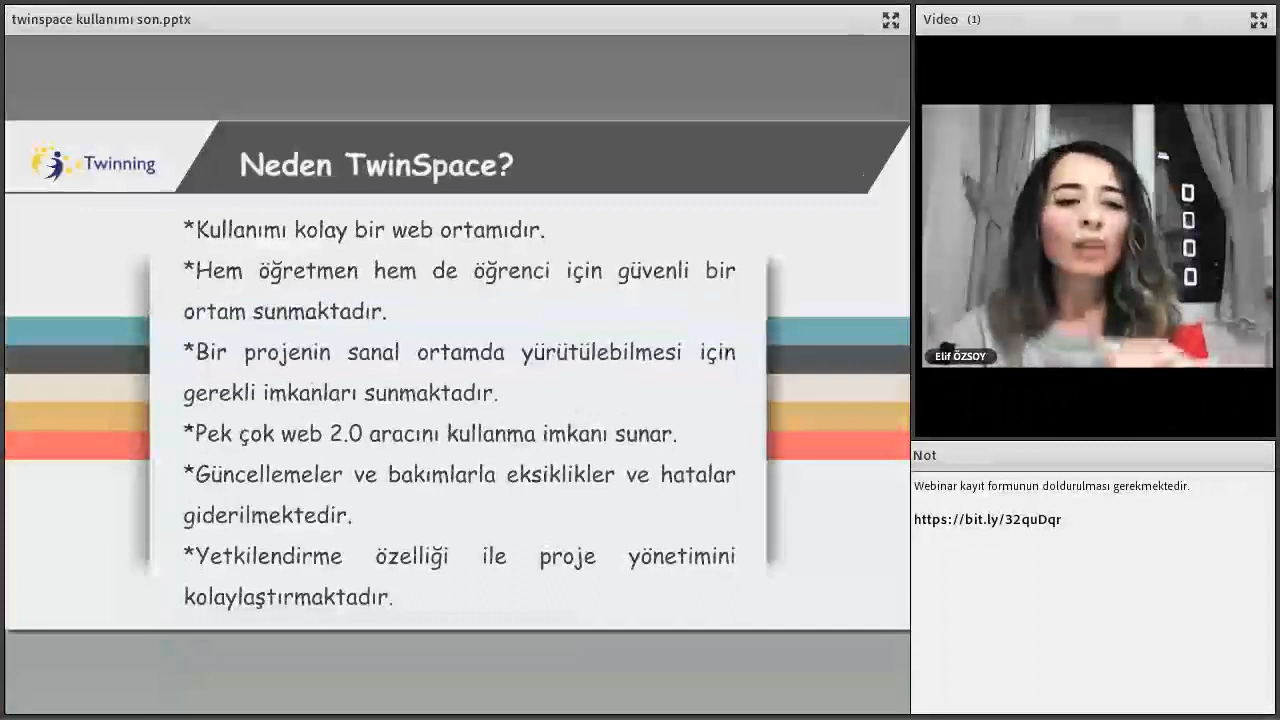 twinspace kullanımı son.pptx
Twinning
Neden TwinSpace?
*Kullanımı kolay bir web ortamıdır.
*Hem öğretmen hem de öğrenci için güvenli bir
ortam sunmaktadır.
*Bir projenin sanal ortamda yürütülebilmesi için
gerekli imkanları sunmaktadır.
*Pek çok web 2.0 aracını kullanma imkanı sunar.
*Güncellemeler ve bakımlarla eksiklikler ve hatalar
giderilmektedir.
*Yetkilendirme özelliği ile proje yönetimini
kolaylaştırmaktadır.
Video (1)
Elif ÖZSOY
Not
Webinar kayıt formunun doldurulması gerekmektedir.
https://bit.ly/32quDqr